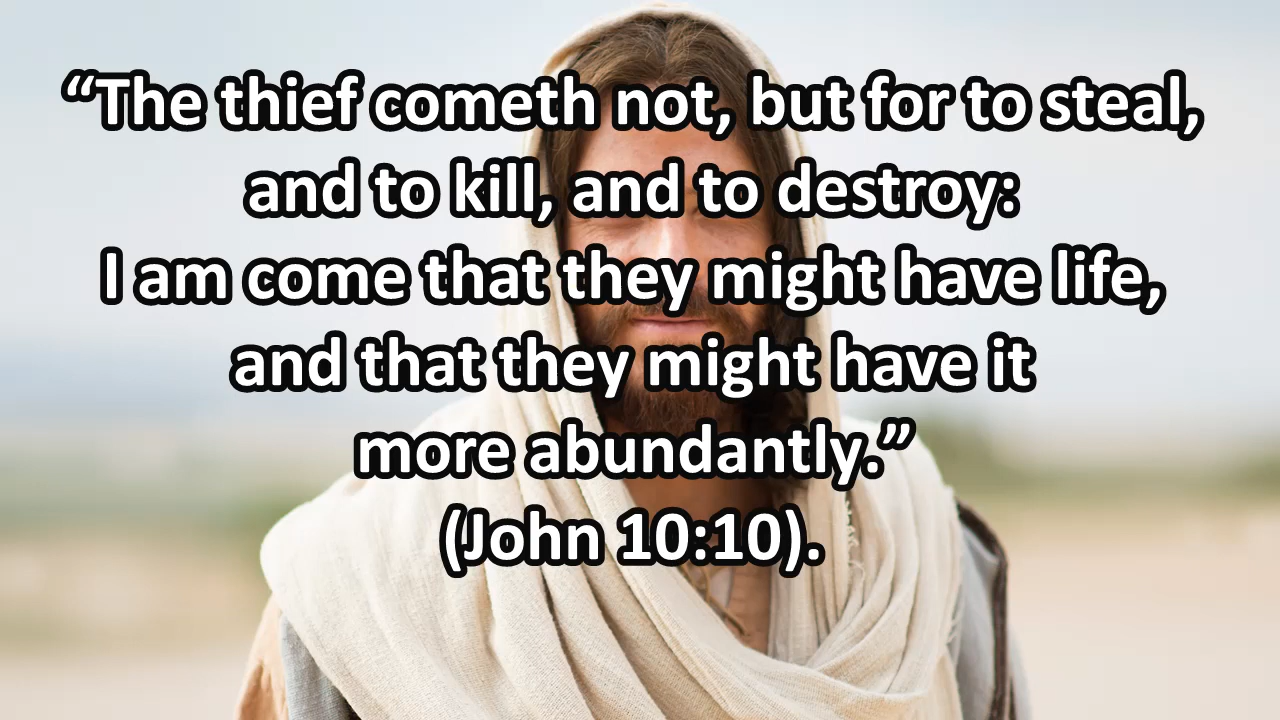 “The thief cometh not, but for to steal,
and to kill, and to destroy:
I am come that they might have life,
and that they might have it
more abundantly.”
(John 10:10).